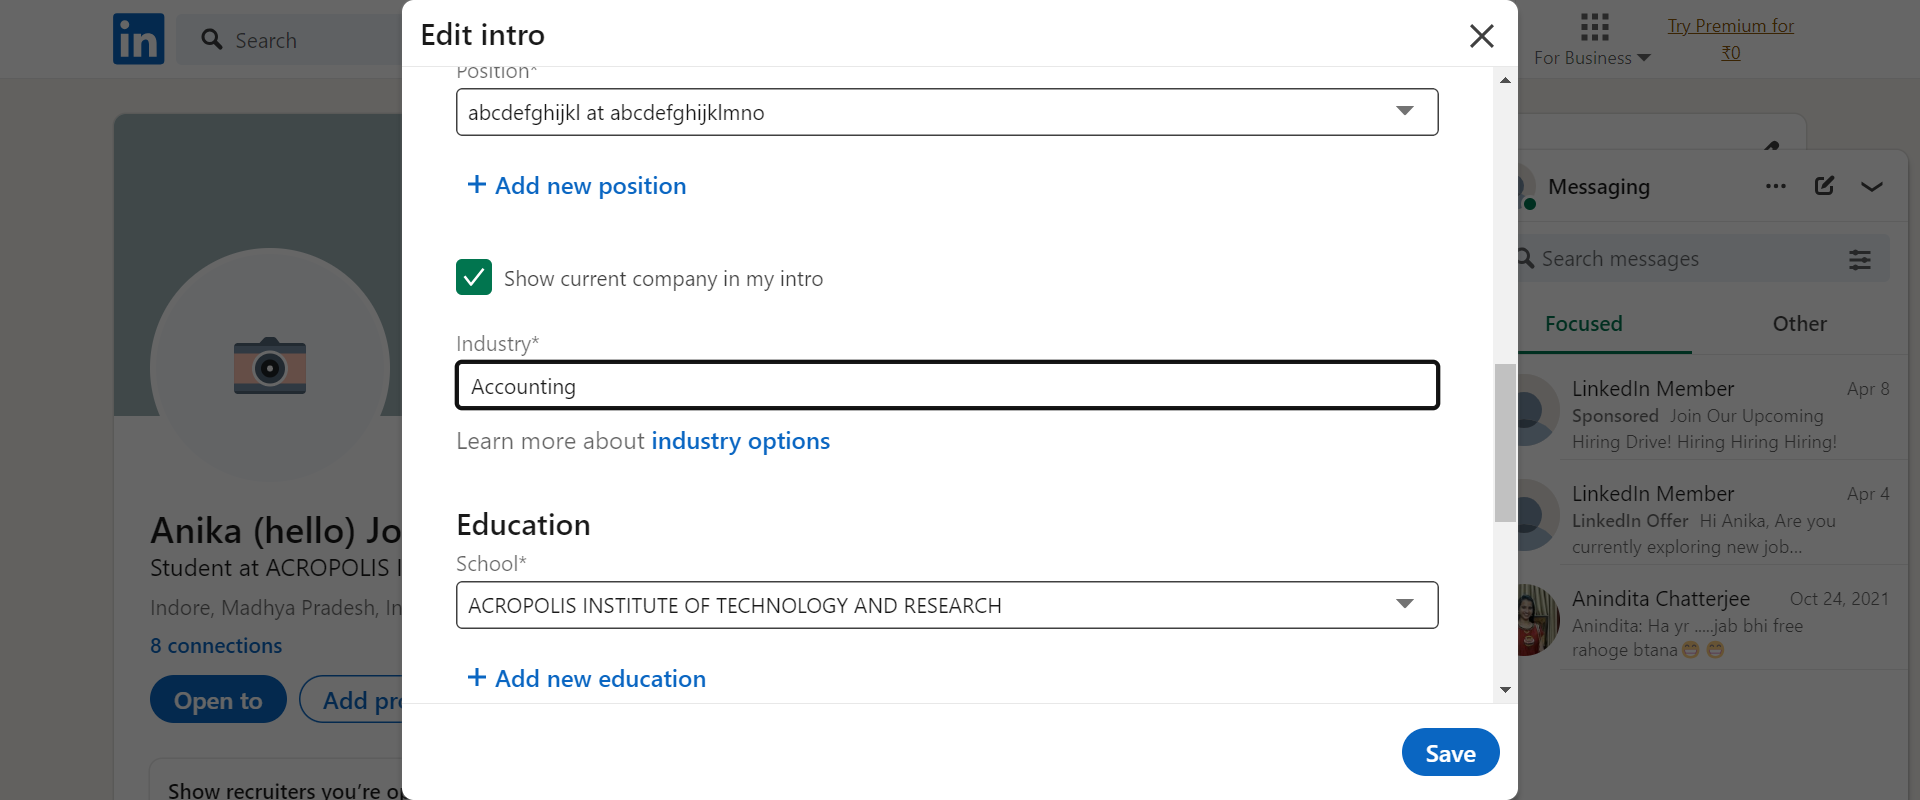 in
Search
For Business
Try Premium for
₹0
Edit intro
Position*
abcdefghijkl at abcdefghijklmno
+ Add new position
Show current company in my intro
Industry*
Accounting
Learn more about industry options
Education
School*
ACROPOLIS INSTITUTE OF TECHNOLOGY AND RESEARCH
+ Add new education
Save
Anika (hello) Jo
Student at ACROPOLIS I
Indore, Madhya Pradesh, In
8 connections
Open to
Add pr
Show recruiters you’re o
Messaging
Search messages
Focused
Other
LinkedIn Member
Apr 8
Sponsored Join Our Upcoming
Hiring Drive! Hiring Hiring Hiring!
LinkedIn Member
Apr 4
LinkedIn Offer Hi Anika, Are you
currently exploring new job...
Anindita Chatterjee
Oct 24, 2021
Anindita: Ha yr .....jab bhi free
rahoge btana😁 😁